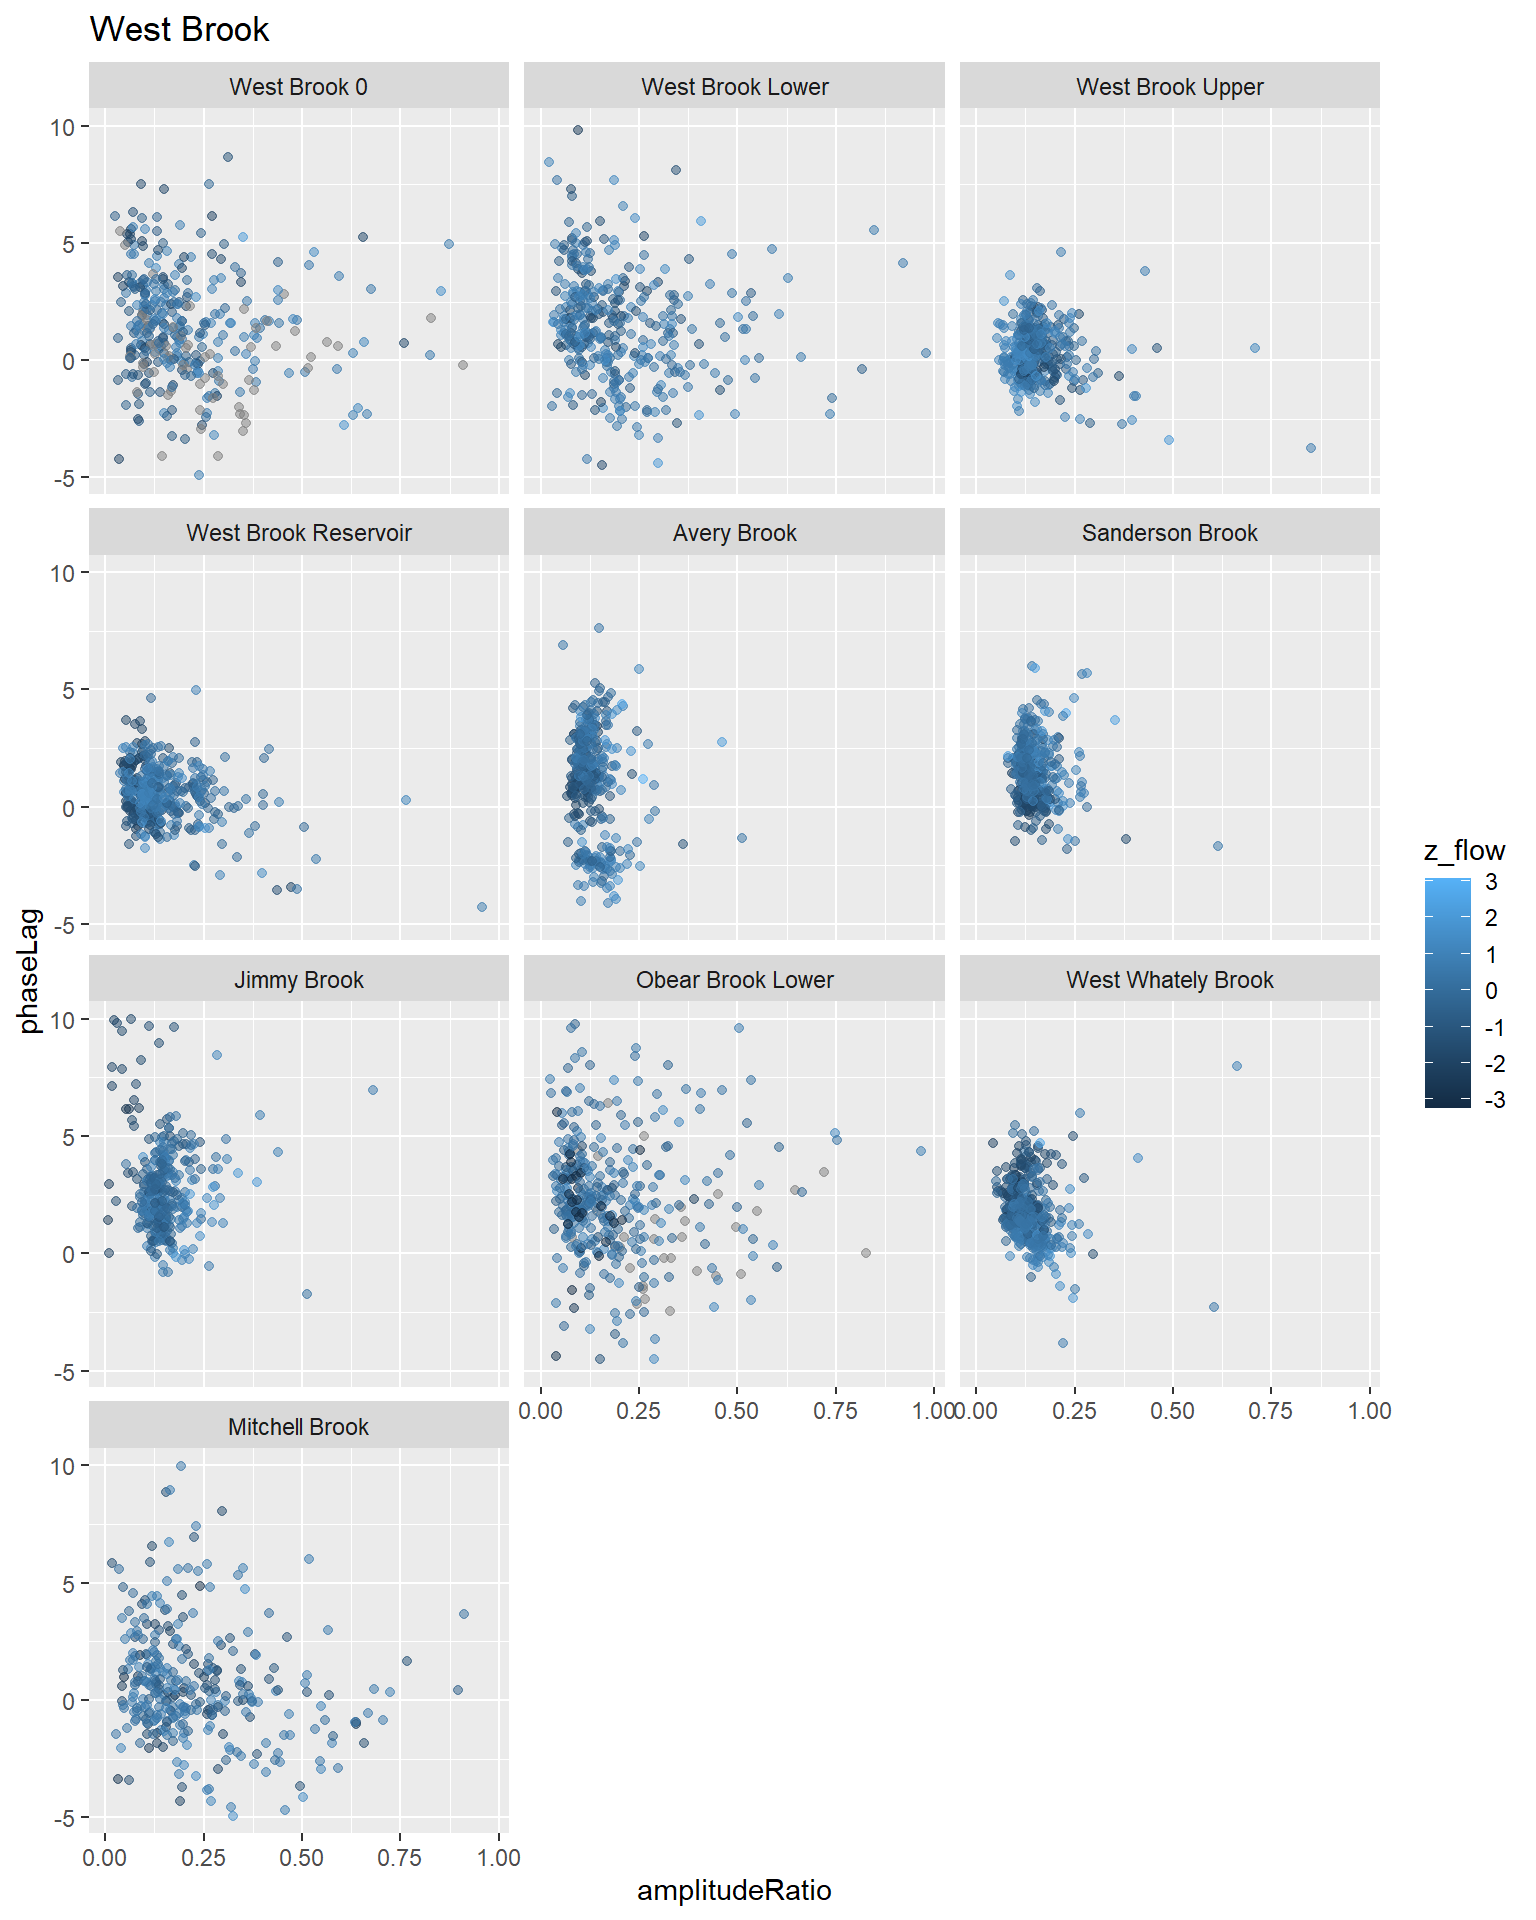 West Brook
West Brook 0
West Brook Lower
West Brook Upper
10
5
0
-5
West Brook Reservoir
Avery Brook
Sanderson Brook
10
5
0
-5
z_flow
3
2
1
0
-1
-2
-3
phaseLag
Jimmy Brook
Obear Brook Lower
West Whately Brook
10
5
0
-5
0.00 0.25 0.50 0.75 1.00
0.00 0.25 0.50 0.75 1.00
Mitchell Brook
10
5
0
-5
0.00 0.25 0.50 0.75 1.00
amplitudeRatio